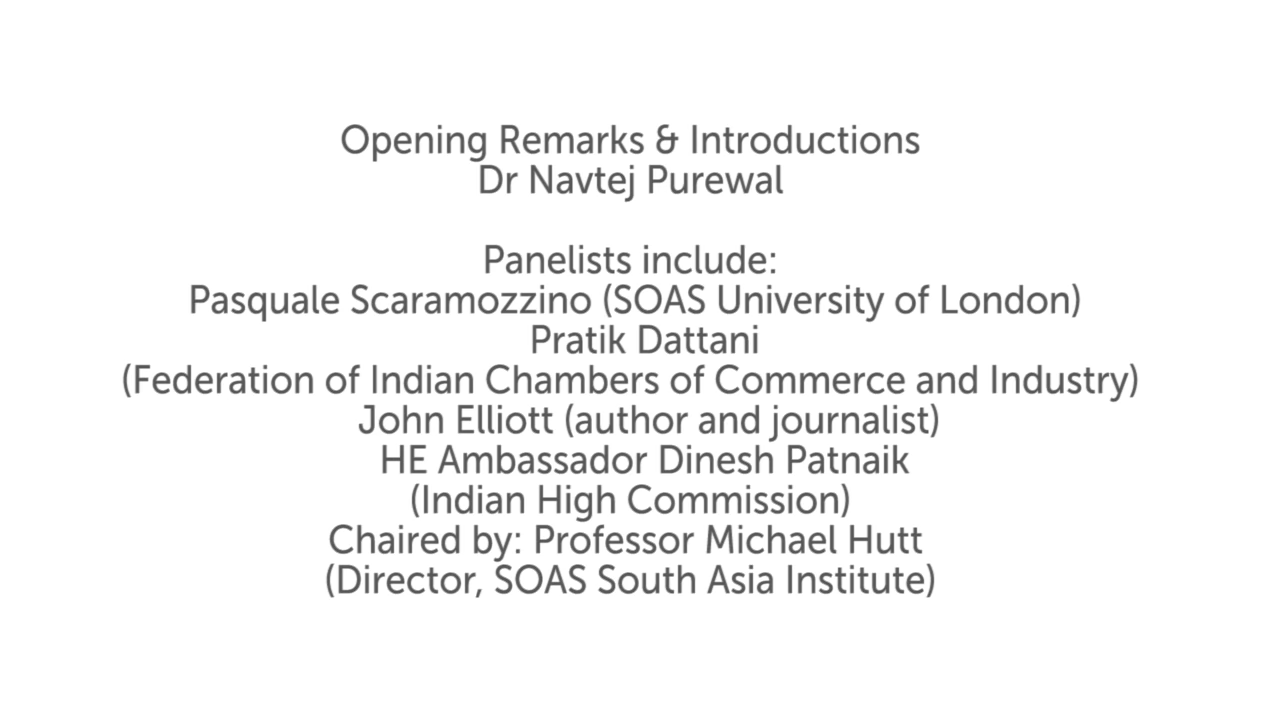 Opening Remarks & Introductions
Dr Navtej Purewal
Panelists include:
Pasquale Scaramozzino (SOAS University of London)
Pratik Dattani
(Federation of Indian Chambers of Commerce and Industry)
John Elliott (author and journalist)
HE Ambassador Dinesh Patnaik
(Indian High Commission)
Chaired by: Professor Michael Hutt
(Director, SOAS South Asia Institute)